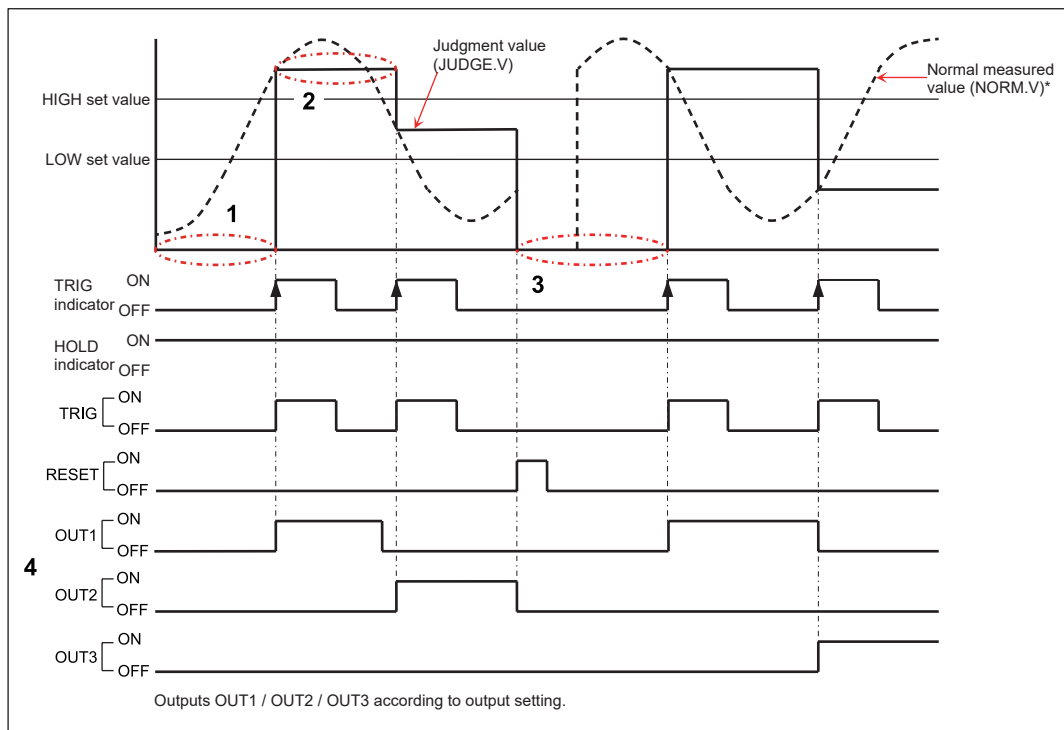 Judgment value
(JUDGE.V)
Normal measured
value (NORM.V)*
HIGH set value
2
LOW set value
1
3
TRIG
indicator
ON
OFF
HOLD
indicator
ON
OFF
TRIG
ON
OFF
RESET
ON
OFF
OUT1
ON
OFF
4
OUT2
ON
OFF
OUT3
ON
OFF
Outputs OUT1 / OUT2 / OUT3 according to output setting.